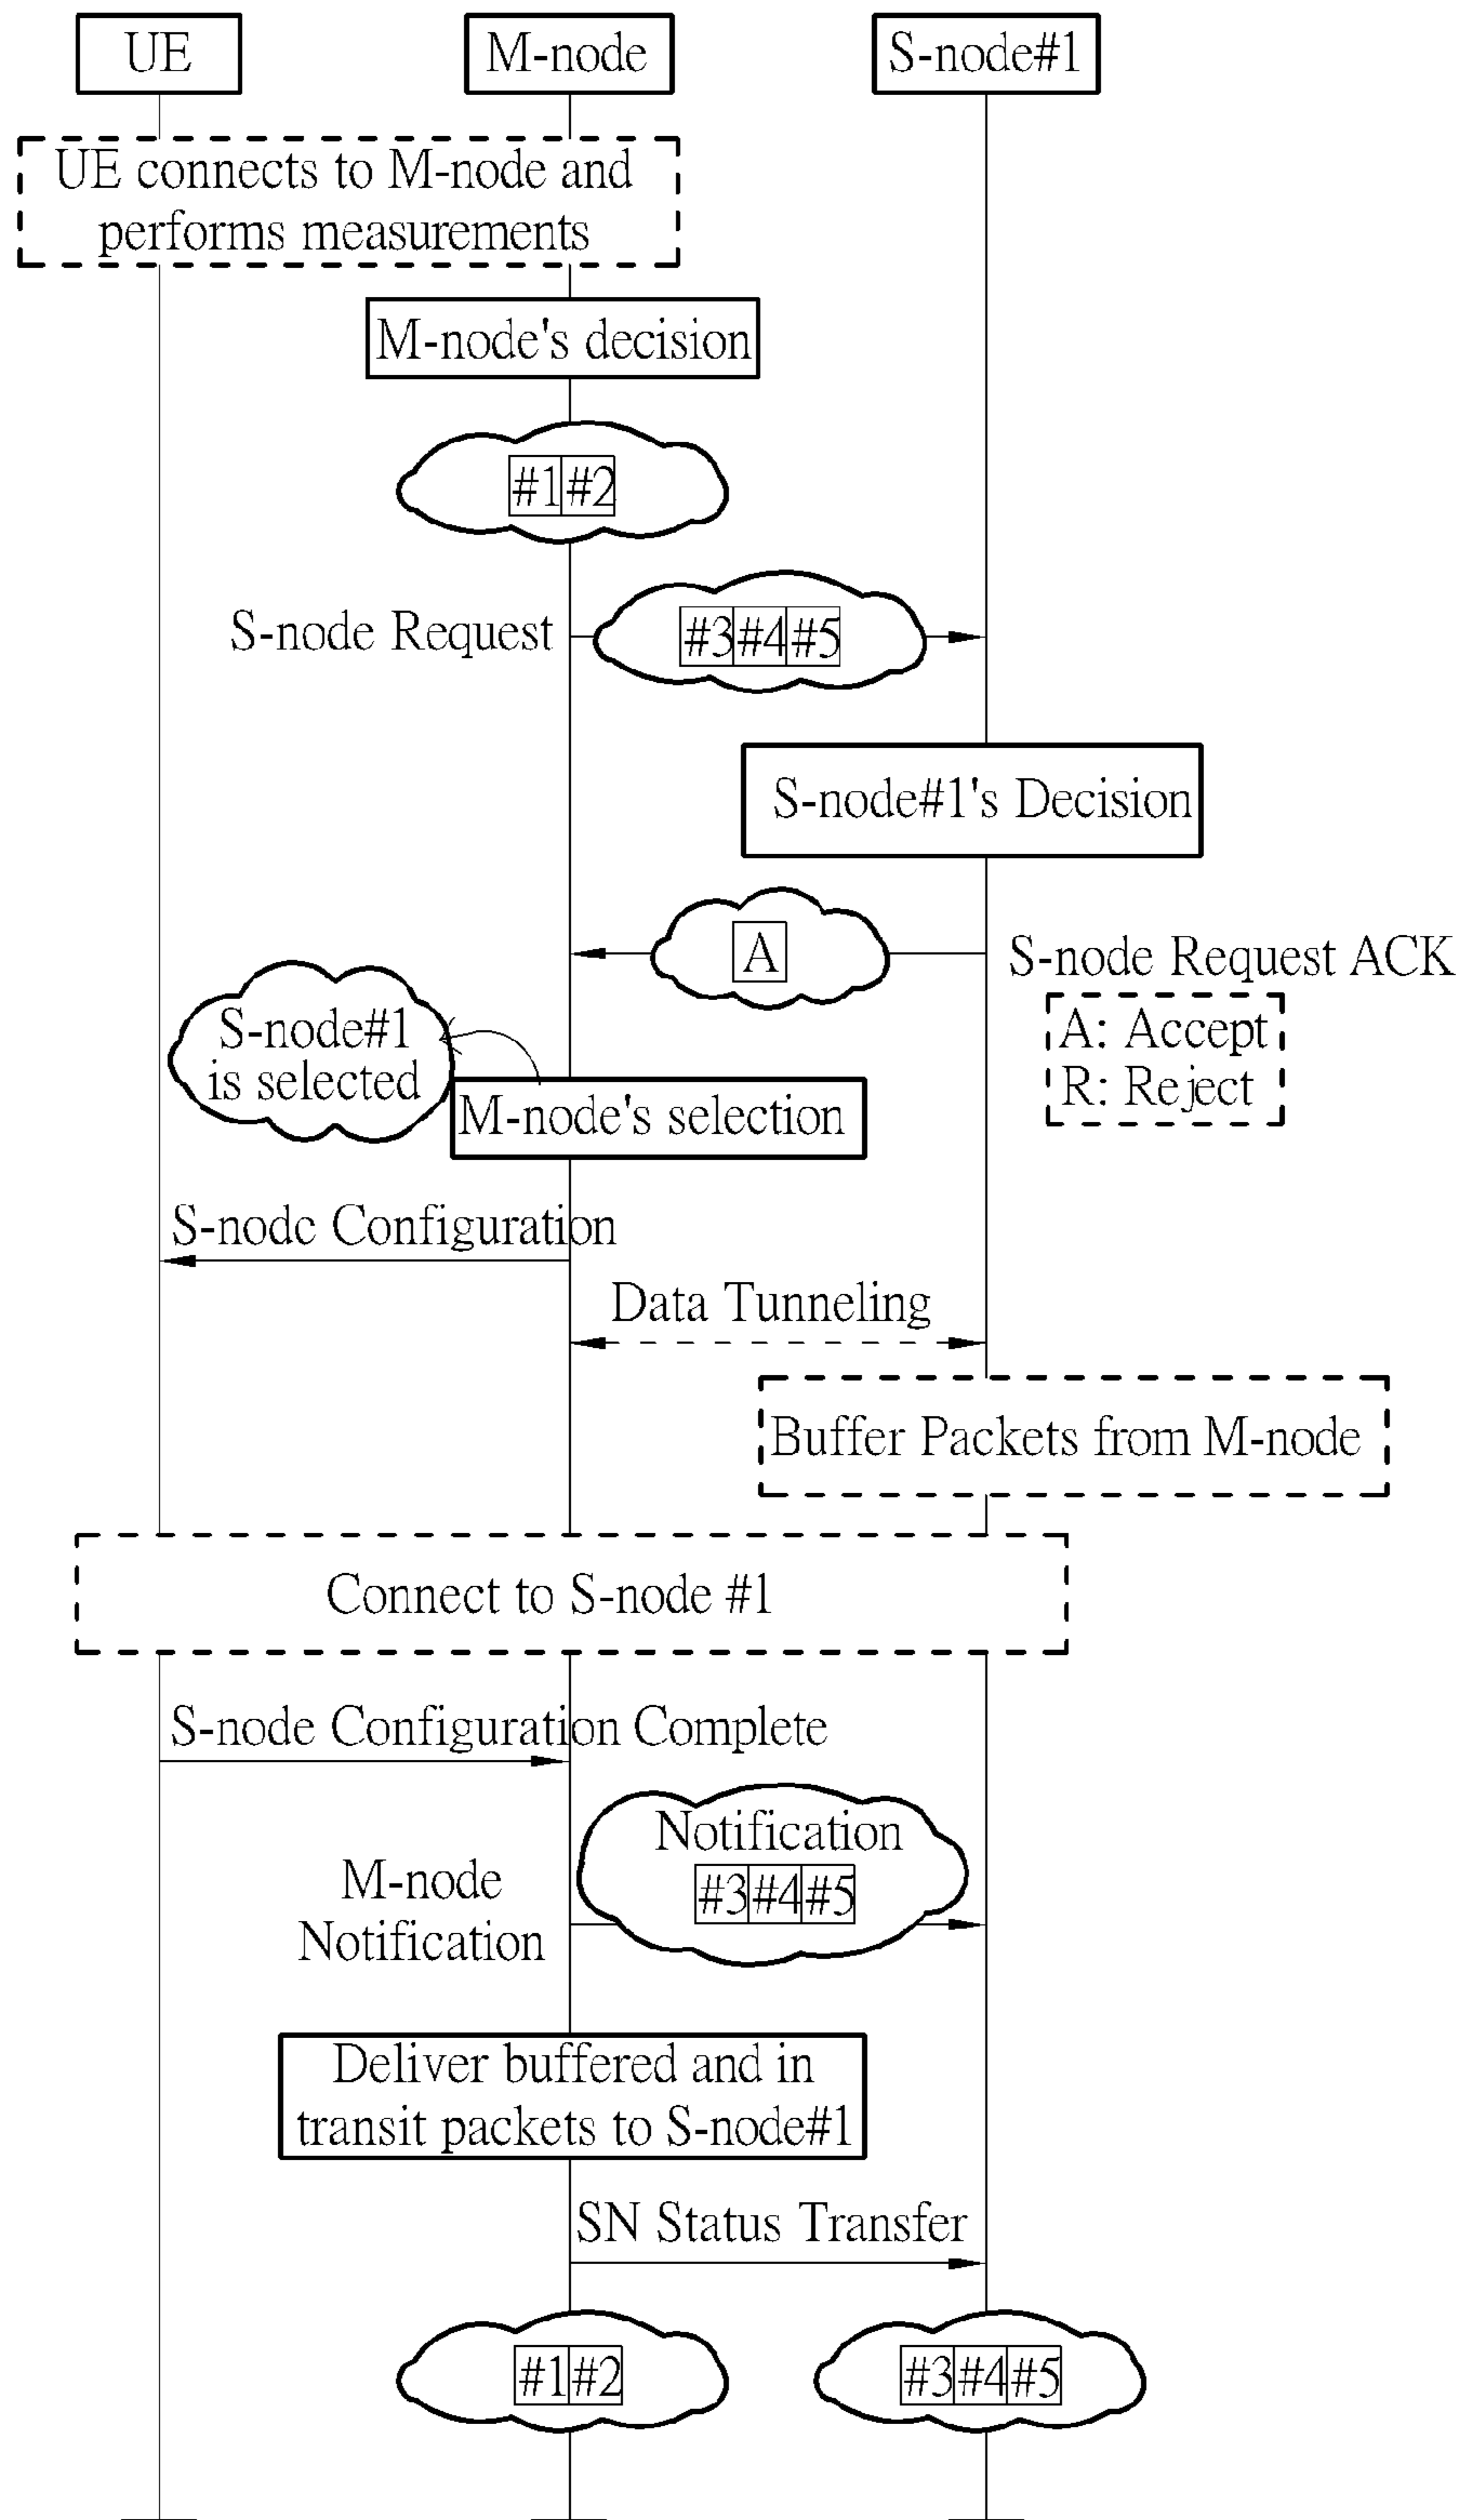 UE
M-node
S-node#1
UE connects to M-node and
performs measurements
M-node's decision
#1 #2
S-node Request
#3 #4 #5
S-node#1's Decision
A
S-node Request ACK
A: Accept
R: Reject
S-node#1
is selected
M-node's selection
S-node Configuration
Data Tunneling
Buffer Packets from M-node
Connect to S-node #1
S-node Configuration Complete
Notification
#3 #4 #5
M-node
Notification
Deliver buffered and in
transit packets to S-node#1
SN Status Transfer
#1 #2
#3 #4 #5